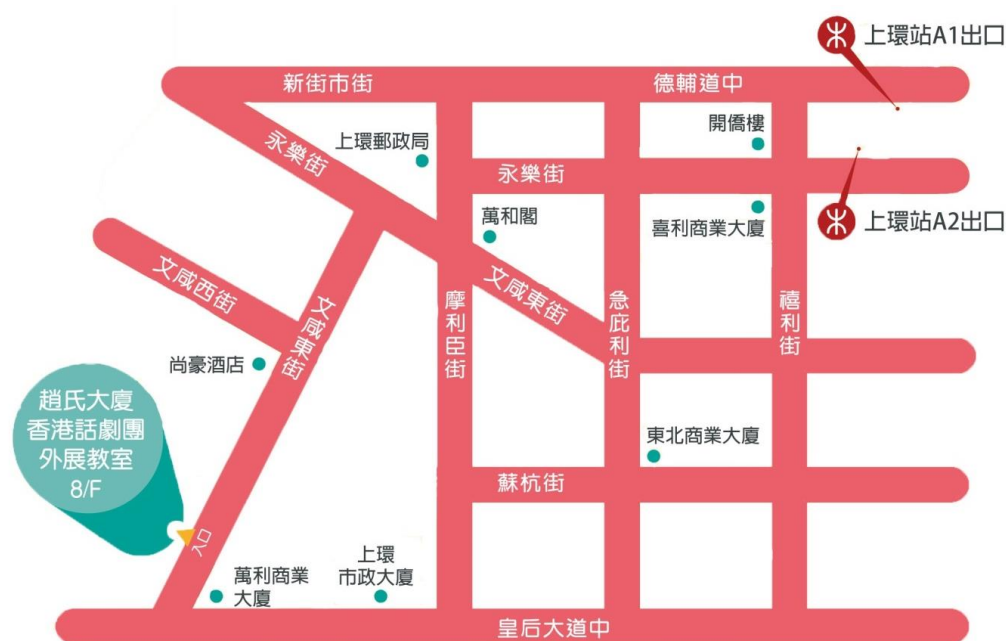 上環站A1出口
新街市街
德輔道中
開僑樓
上環郵政局
永樂街
永樂街
萬和閣
喜利商業大廈
上環站A2出口
文咸西街
文咸東街
文咸東街
摩利臣街
急庇利街
禧利街
尚豪酒店
趙氏大廈
香港話劇團
外展教室
8/F
東北商業大廈
蘇杭街
入口
上環
市政大廈
萬利商業
大廈
皇后大道中